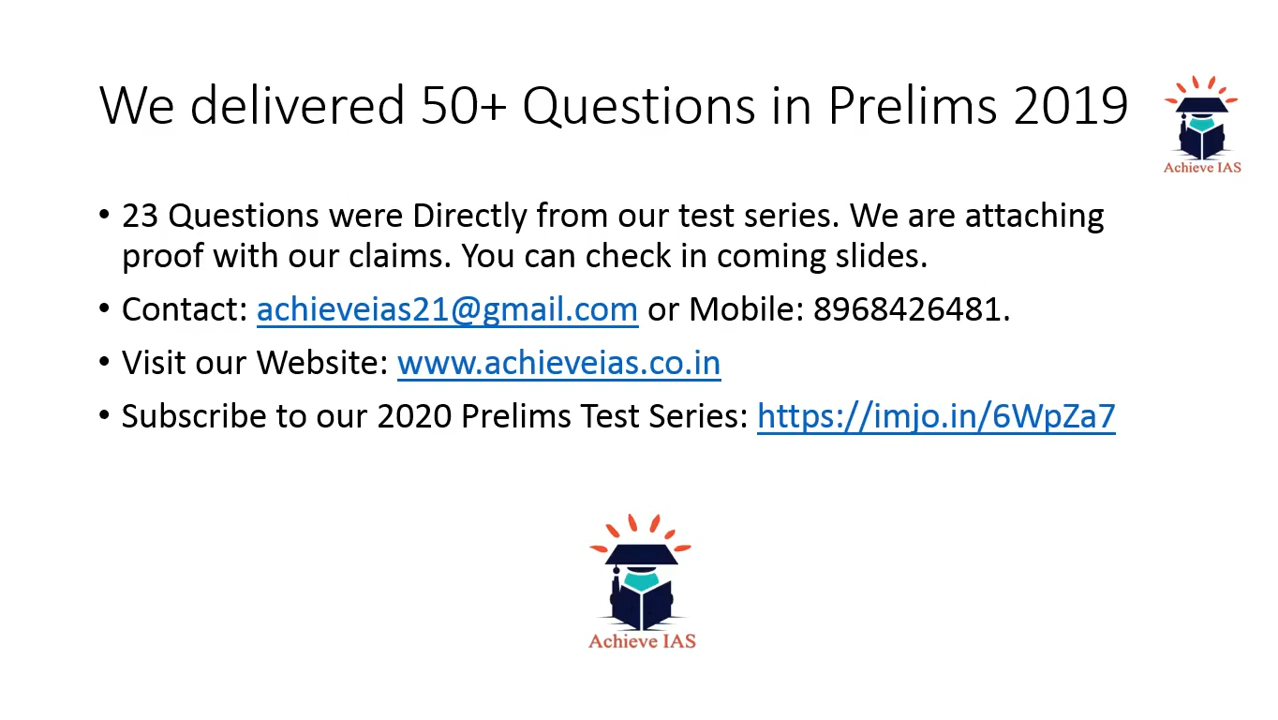 We delivered 50+ Questions in Prelims 2019
Achieve IAS
• 23 Questions were Directly from our test series. We are attaching
proof with our claims. You can check in coming slides.
• Contact: achieveias21@gmail.com or Mobile: 8968426481.
• Visit our Website: www.achieveias.co.in
• Subscribe to our 2020 Prelims Test Series: https://imjo.in/6WpZa7
Achieve IAS